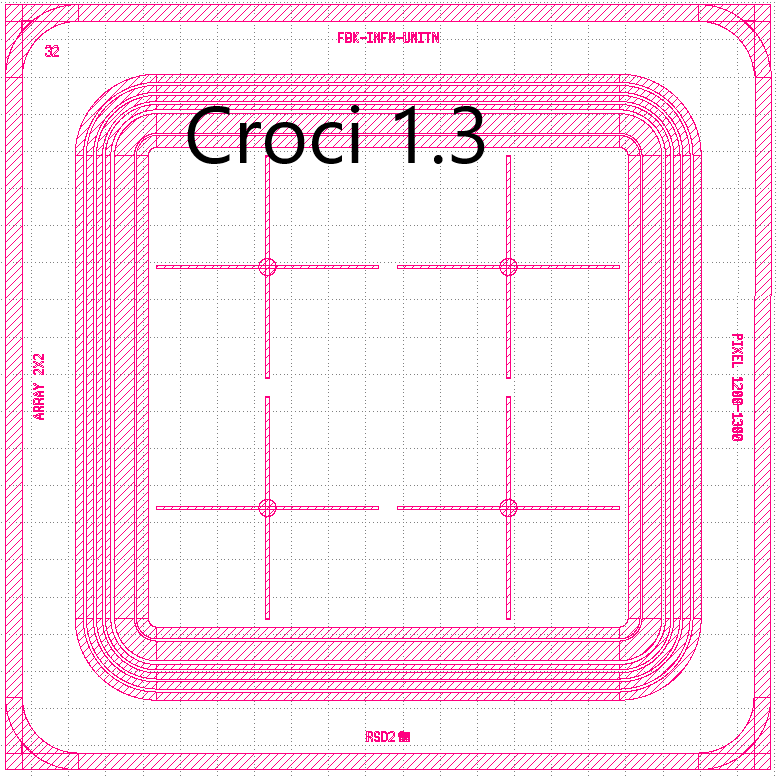 FBK-INFN-UNITN
32
Croci 1.3
ARRAY 2X2
PIXEL 1200-1300
RSD2